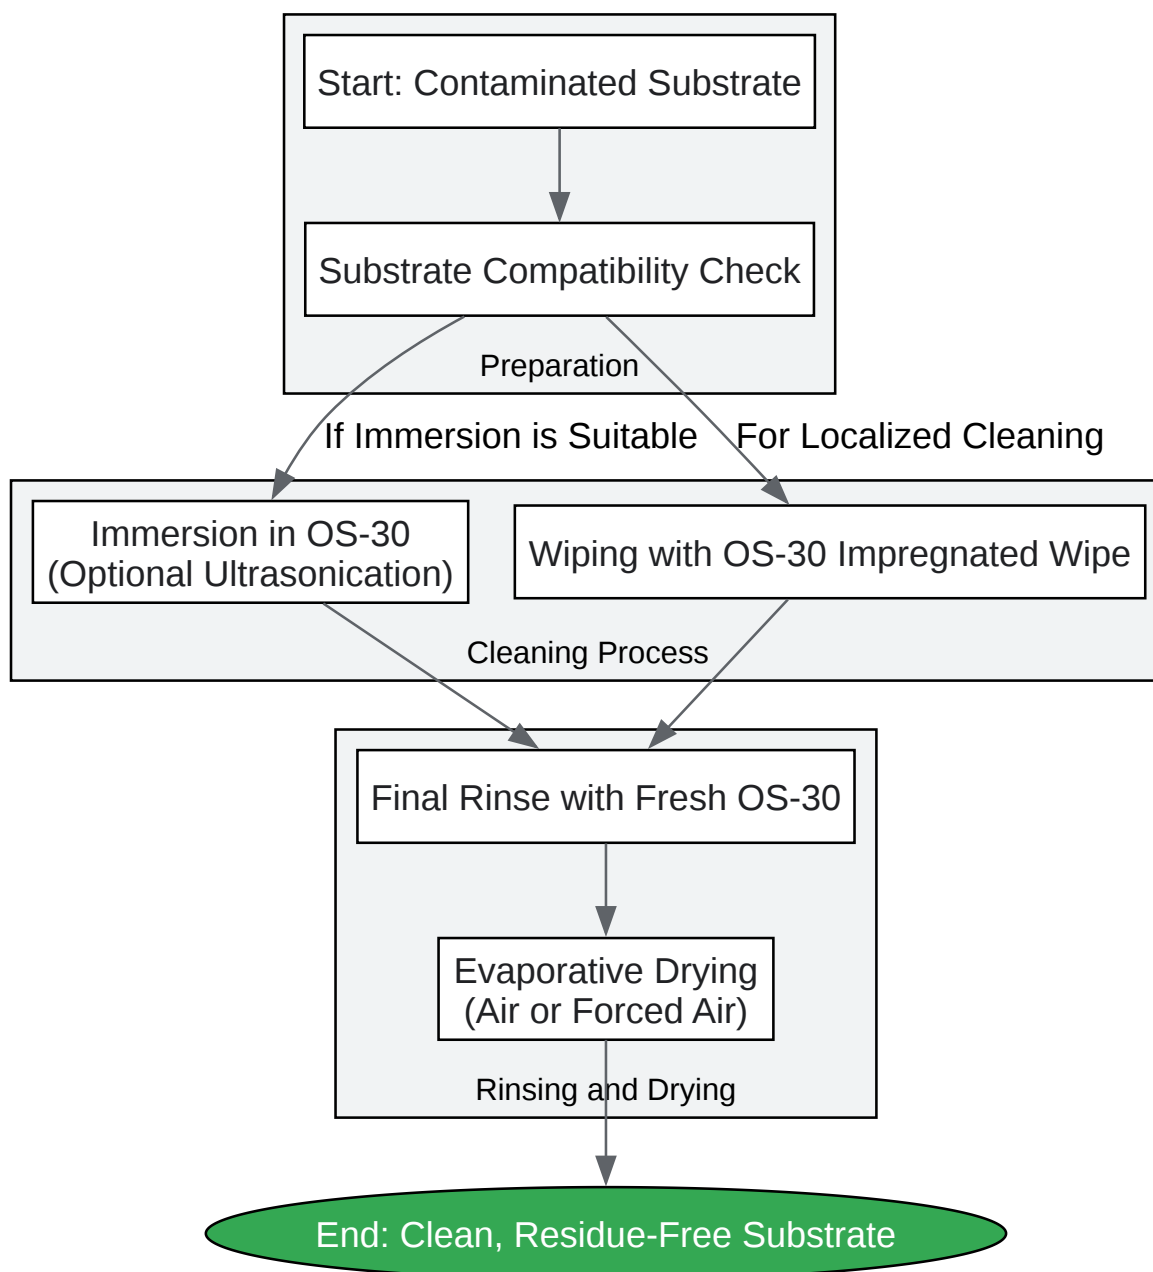 Start: Contaminated Substrate
Substrate Compatibility Check
Preparation
If Immersion is Suitable
For Localized Cleaning
Immersion in OS-30
(Optional Ultrasonication)
Wiping with OS-30 Impregnated Wipe
Cleaning Process
Final Rinse with Fresh OS-30
Evaporative Drying
(Air or Forced Air)
Rinsing and Drying
End: Clean, Residue-Free Substrate